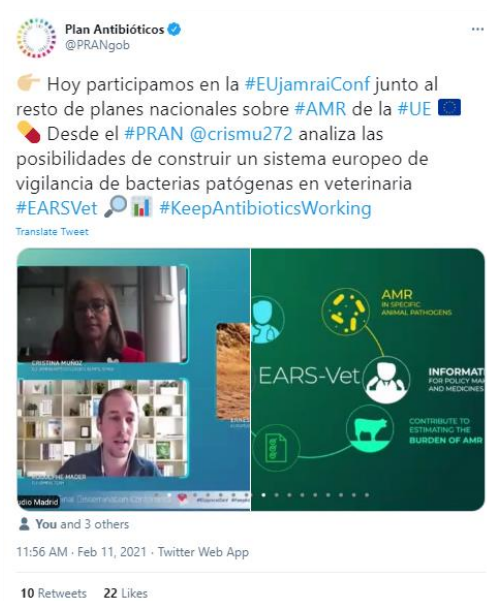 Plan Antibióticos
@PRANgob
Hoy participamos en la #EUjamraiConf junto al
resto de planes nacionales sobre #AMR de la #UE
Desde el #PRAN @crismu272 analiza las
posibilidades de construir un sistema europeo de
vigilancia de bacterias patógenas en veterinaria
#EARSVet #KeepAntibioticsWorking
Translate Tweet
CRISTINA MUÑOZ
udio Madrid
AMR
IN SPECIFIC
ANIMAL PATHOGENS
EARS-Vet
INFORMATI
FOR POLICY MA
AND MEDICINES
CONTRIBUTE TO
ESTIMATING THE
BURDEN OF AMR
You and 3 others
11:56 AM · Feb 11, 2021 · Twitter Web App
10 Retweets 22 Likes